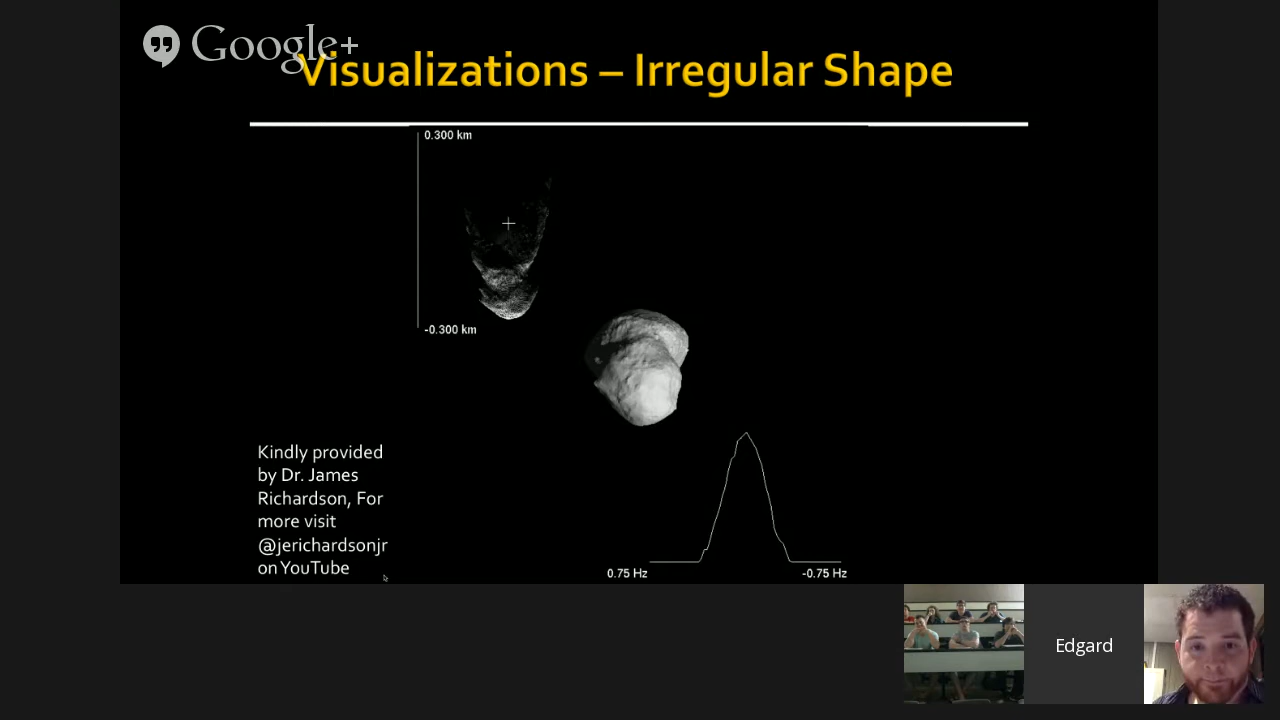 Google+
Visualizations – Irregular Shape
0.300 km
-0.300 km
Kindly provided
by Dr. James
Richardson, For
more visit
@jerichardsonjr
on YouTube
0.75 Hz
-0.75 Hz
Edgard